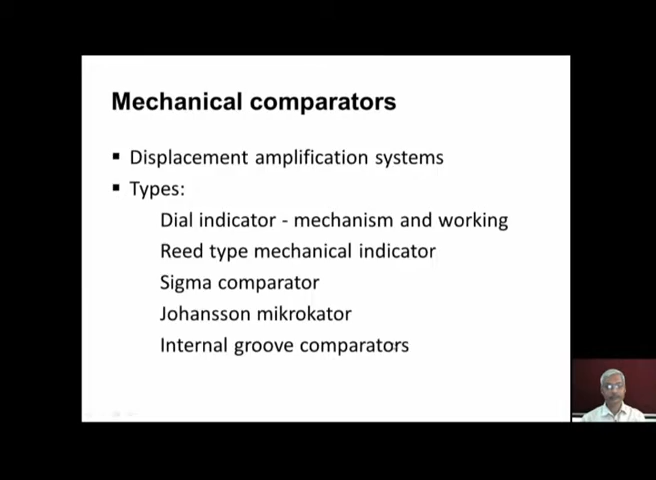 Mechanical comparators
▪ Displacement amplification systems
▪ Types:
Dial indicator - mechanism and working
Reed type mechanical indicator
Sigma comparator
Johansson mikrokator
Internal groove comparators